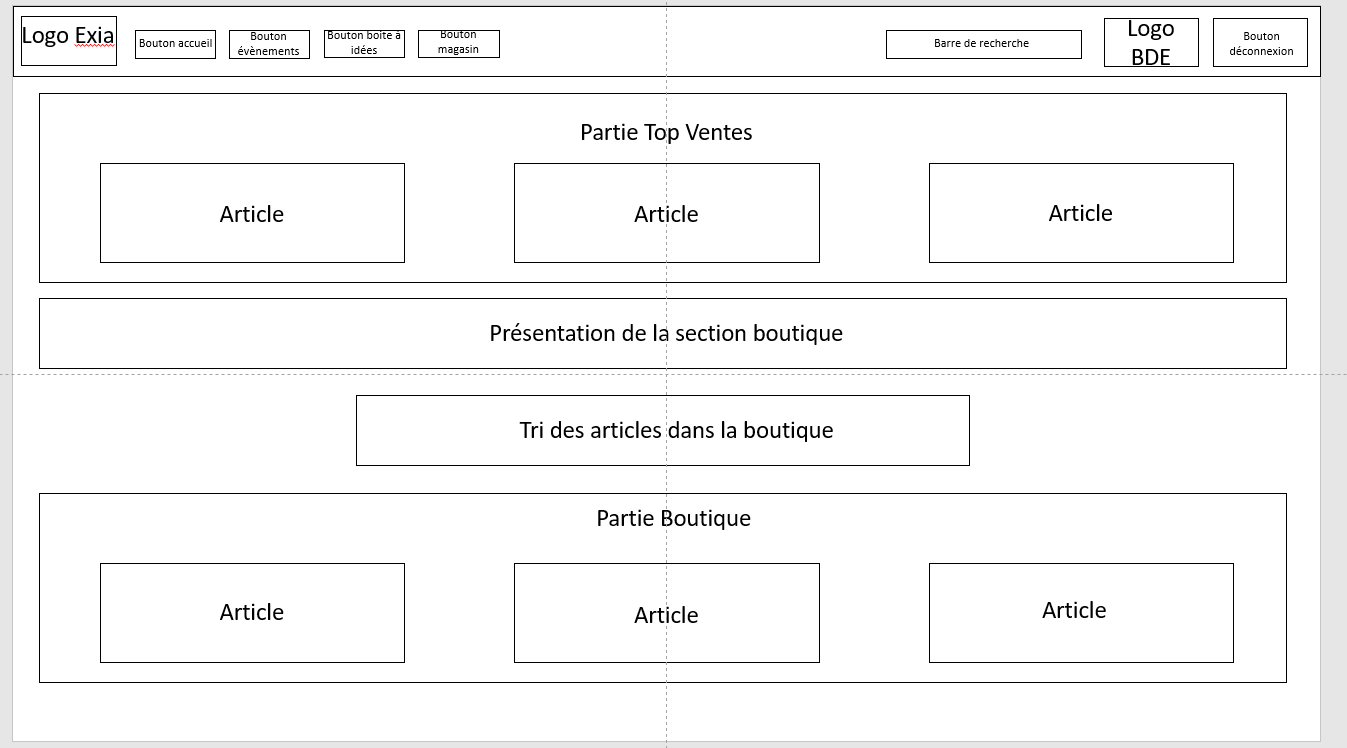 Logo Exia
Bouton accueil
Bouton
évènements
Bouton boite à
idées
Bouton
magasin
Barre de recherche
Logo
BDE
Bouton
déconnexion
Partie Top Ventes
Article
Article
Article
Présentation de la section boutique
Tri des articles dans la boutique
Partie Boutique
Article
Article
Article